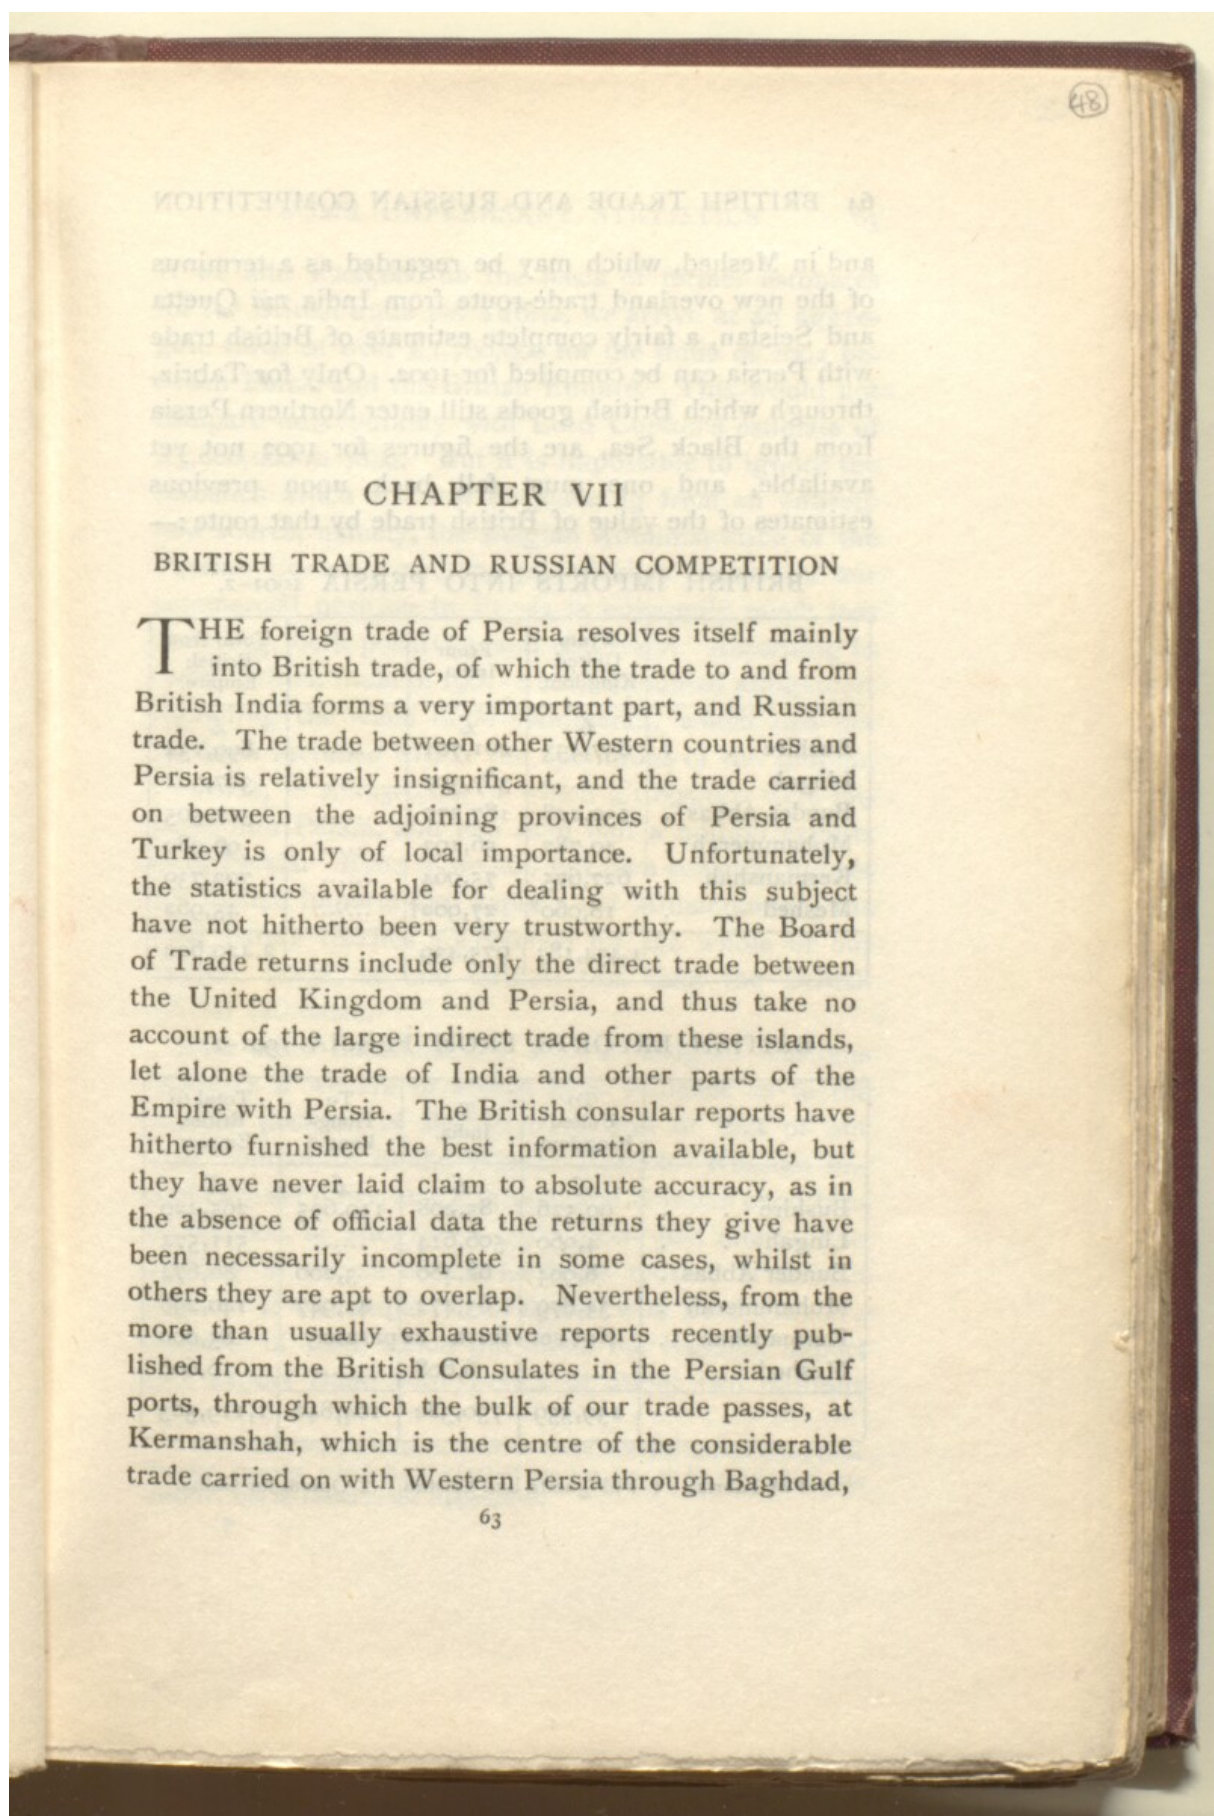 48
CHAPTER VII
BRITISH TRADE AND RUSSIAN COMPETITION
THE foreign trade of Persia resolves itself mainly
into British trade, of which the trade to and from
British India forms a very important part, and Russian
trade. The trade between other Western countries and
Persia is relatively insignificant, and the trade carried
on between the adjoining provinces of Persia and
Turkey is only of local importance. Unfortunately,
the statistics available for dealing with this subject
have not hitherto been very trustworthy. The Board
of Trade returns include only the direct trade between
the United Kingdom and Persia, and thus take no
account of the large indirect trade from these islands,
let alone the trade of India and other parts of the
Empire with Persia. The British consular reports have
hitherto furnished the best information available, but
they have never laid claim to absolute accuracy, as in
the absence of official data the returns they give have
been necessarily incomplete in some cases, whilst in
others they are apt to overlap. Nevertheless, from the
more than usually exhaustive reports recently pub-
lished from the British Consulates in the Persian Gulf
ports, through which the bulk of our trade passes, at
Kermanshah, which is the centre of the considerable
trade carried on with Western Persia through Baghdad,
63